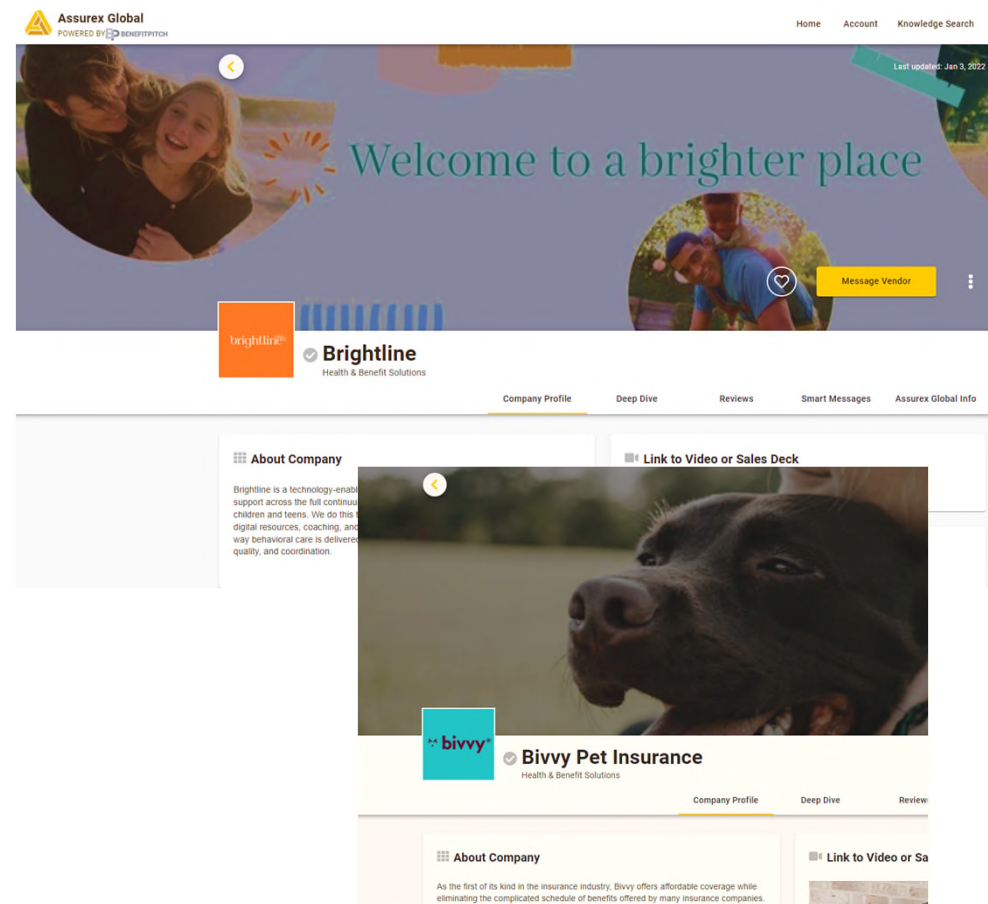 Assurex Global
POWERED BY BP BENEFITPITCH
Home Account Knowledge Search
Last updated: Jan 3, 2022
Welcome to a brighter place
Message Vendor
brightline
Brightline
Health & Benefit Solutions
Company Profile Deep Dive Reviews Smart Messages Assurex Global Info
About Company
Link to Video or Sales Deck
Brightline is a technology-enabl
support across the full continuu
children and teens. We do this t
digital resources, coaching, and
way behavioral care is delivered
quality, and coordination.
bivvy
Bivvy Pet Insurance
Health & Benefit Solutions
Company Profile Deep Dive Review
About Company
Link to Video or Sa
As the first of its kind in the insurance industry, Bivvy offers affordable coverage while
eliminating the complicated schedule of benefits offered by many insurance companies.